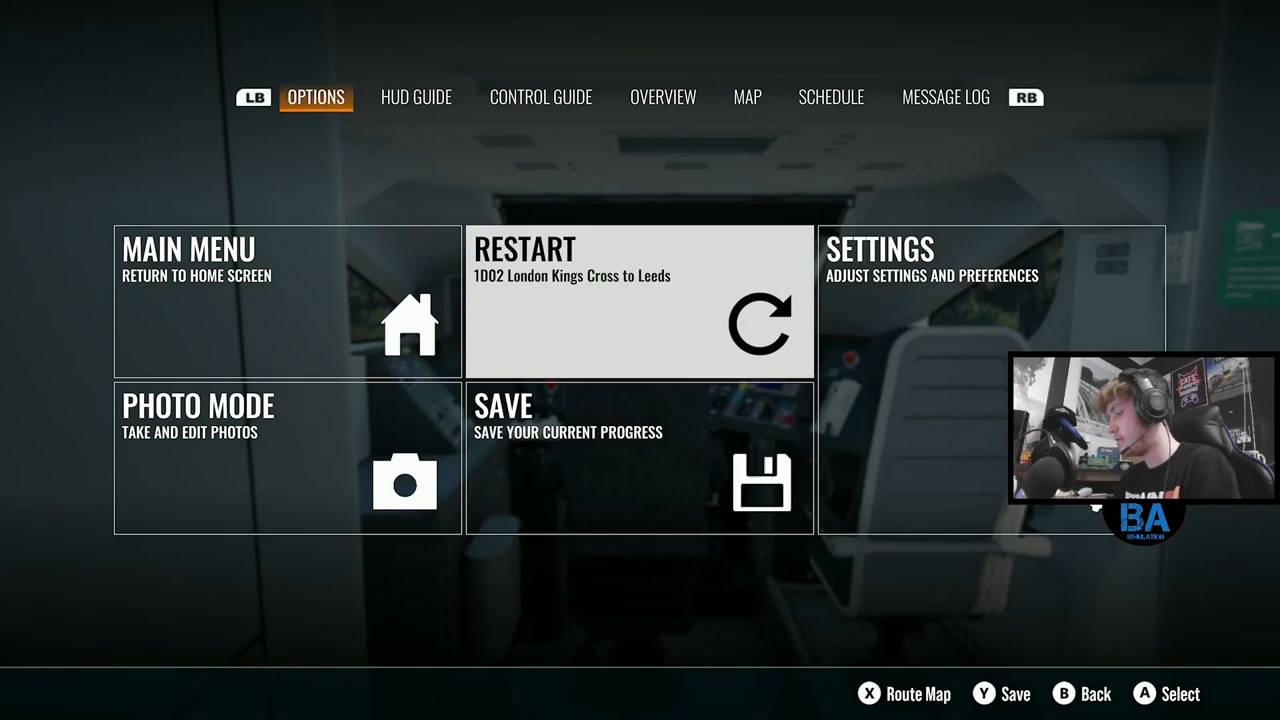 LB OPTIONS HUD GUIDE CONTROL GUIDE OVERVIEW MAP SCHEDULE MESSAGE LOG RB
MAIN MENU
RETURN TO HOME SCREEN
RESTART
1D02 London Kings Cross to Leeds
SETTINGS
ADJUST SETTINGS AND PREFERENCES
PHOTO MODE
TAKE AND EDIT PHOTOS
SAVE
SAVE YOUR CURRENT PROGRESS
CATS
BA
SIMULATION
X Route Map Y Save B Back A Select